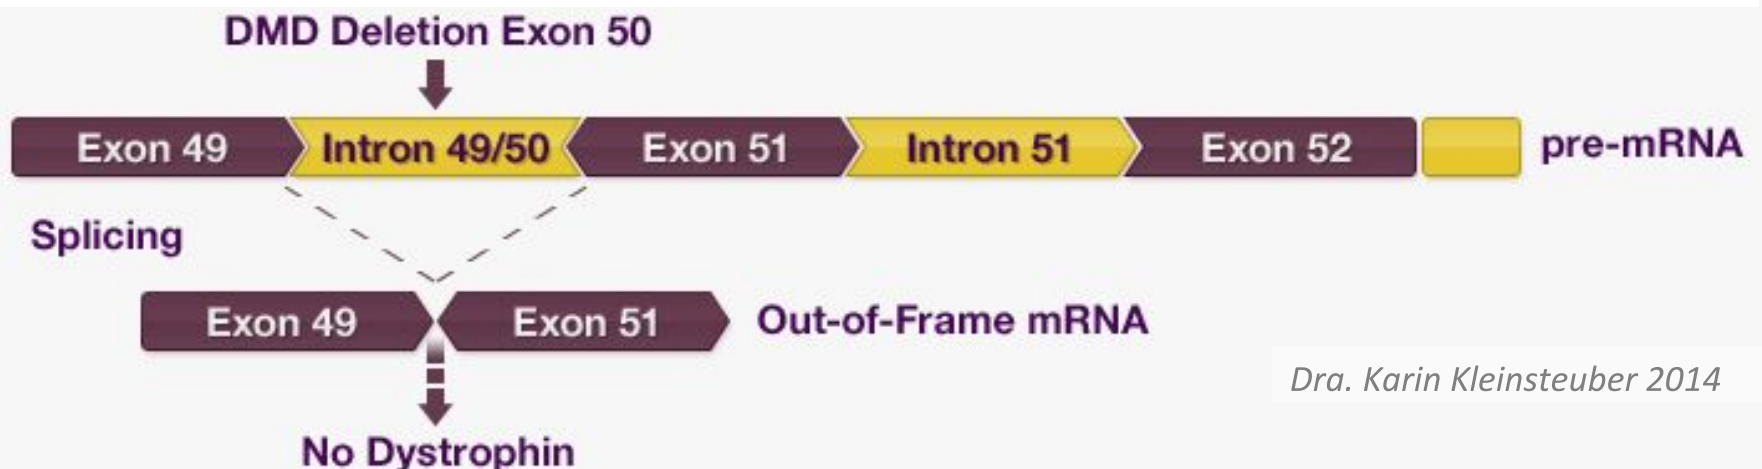 DMD Deletion Exon 50
Exon 49 Intron 49/50 Exon 51 Intron 51 Exon 52 pre-mRNA
Splicing
Exon 49 Exon 51 Out-of-Frame mRNA
Dra. Karin Kleinsteuber 2014
No Dystrophin